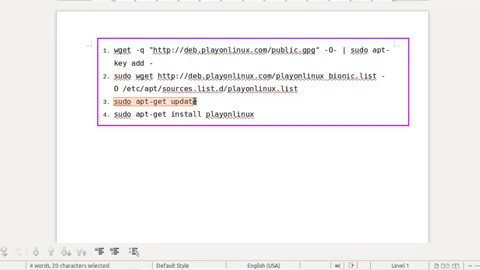 1. wget -q "http://deb.playonlinux.com/public.gpg" -O- | sudo apt-
key add -
2. sudo wget http://deb.playonlinux.com/playonlinux_bionic.list -
O /etc/apt/sources.list.d/playonlinux.list
3. sudo apt-get update
4. sudo apt-get install playonlinux
4 words, 20 characters selected Default Style English (USA) Level 1